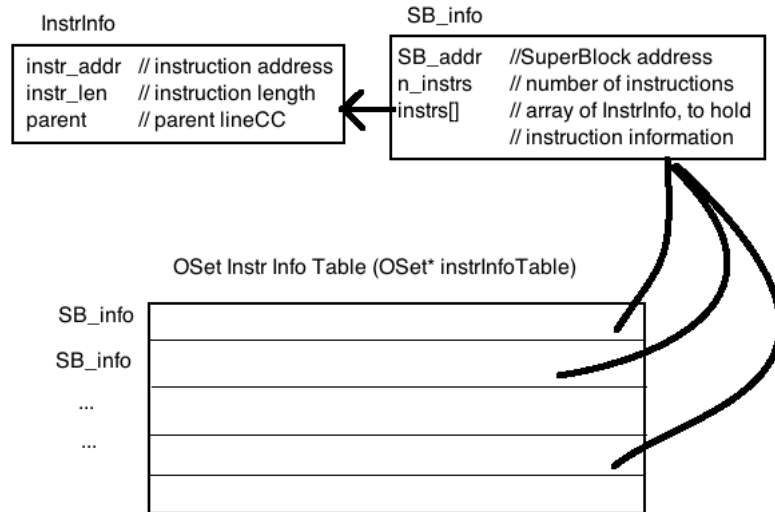 InstrInfo
instr_addr // instruction address
instr_len // instruction length
parent // parent lineCC
SB_info
SB_addr //SuperBlock address
n_instrs // number of instructions
instrs[] // array of InstrInfo, to hold
// instruction information
OSet Instr Info Table (OSet* instrInfoTable)
SB_info
SB_info
...
...